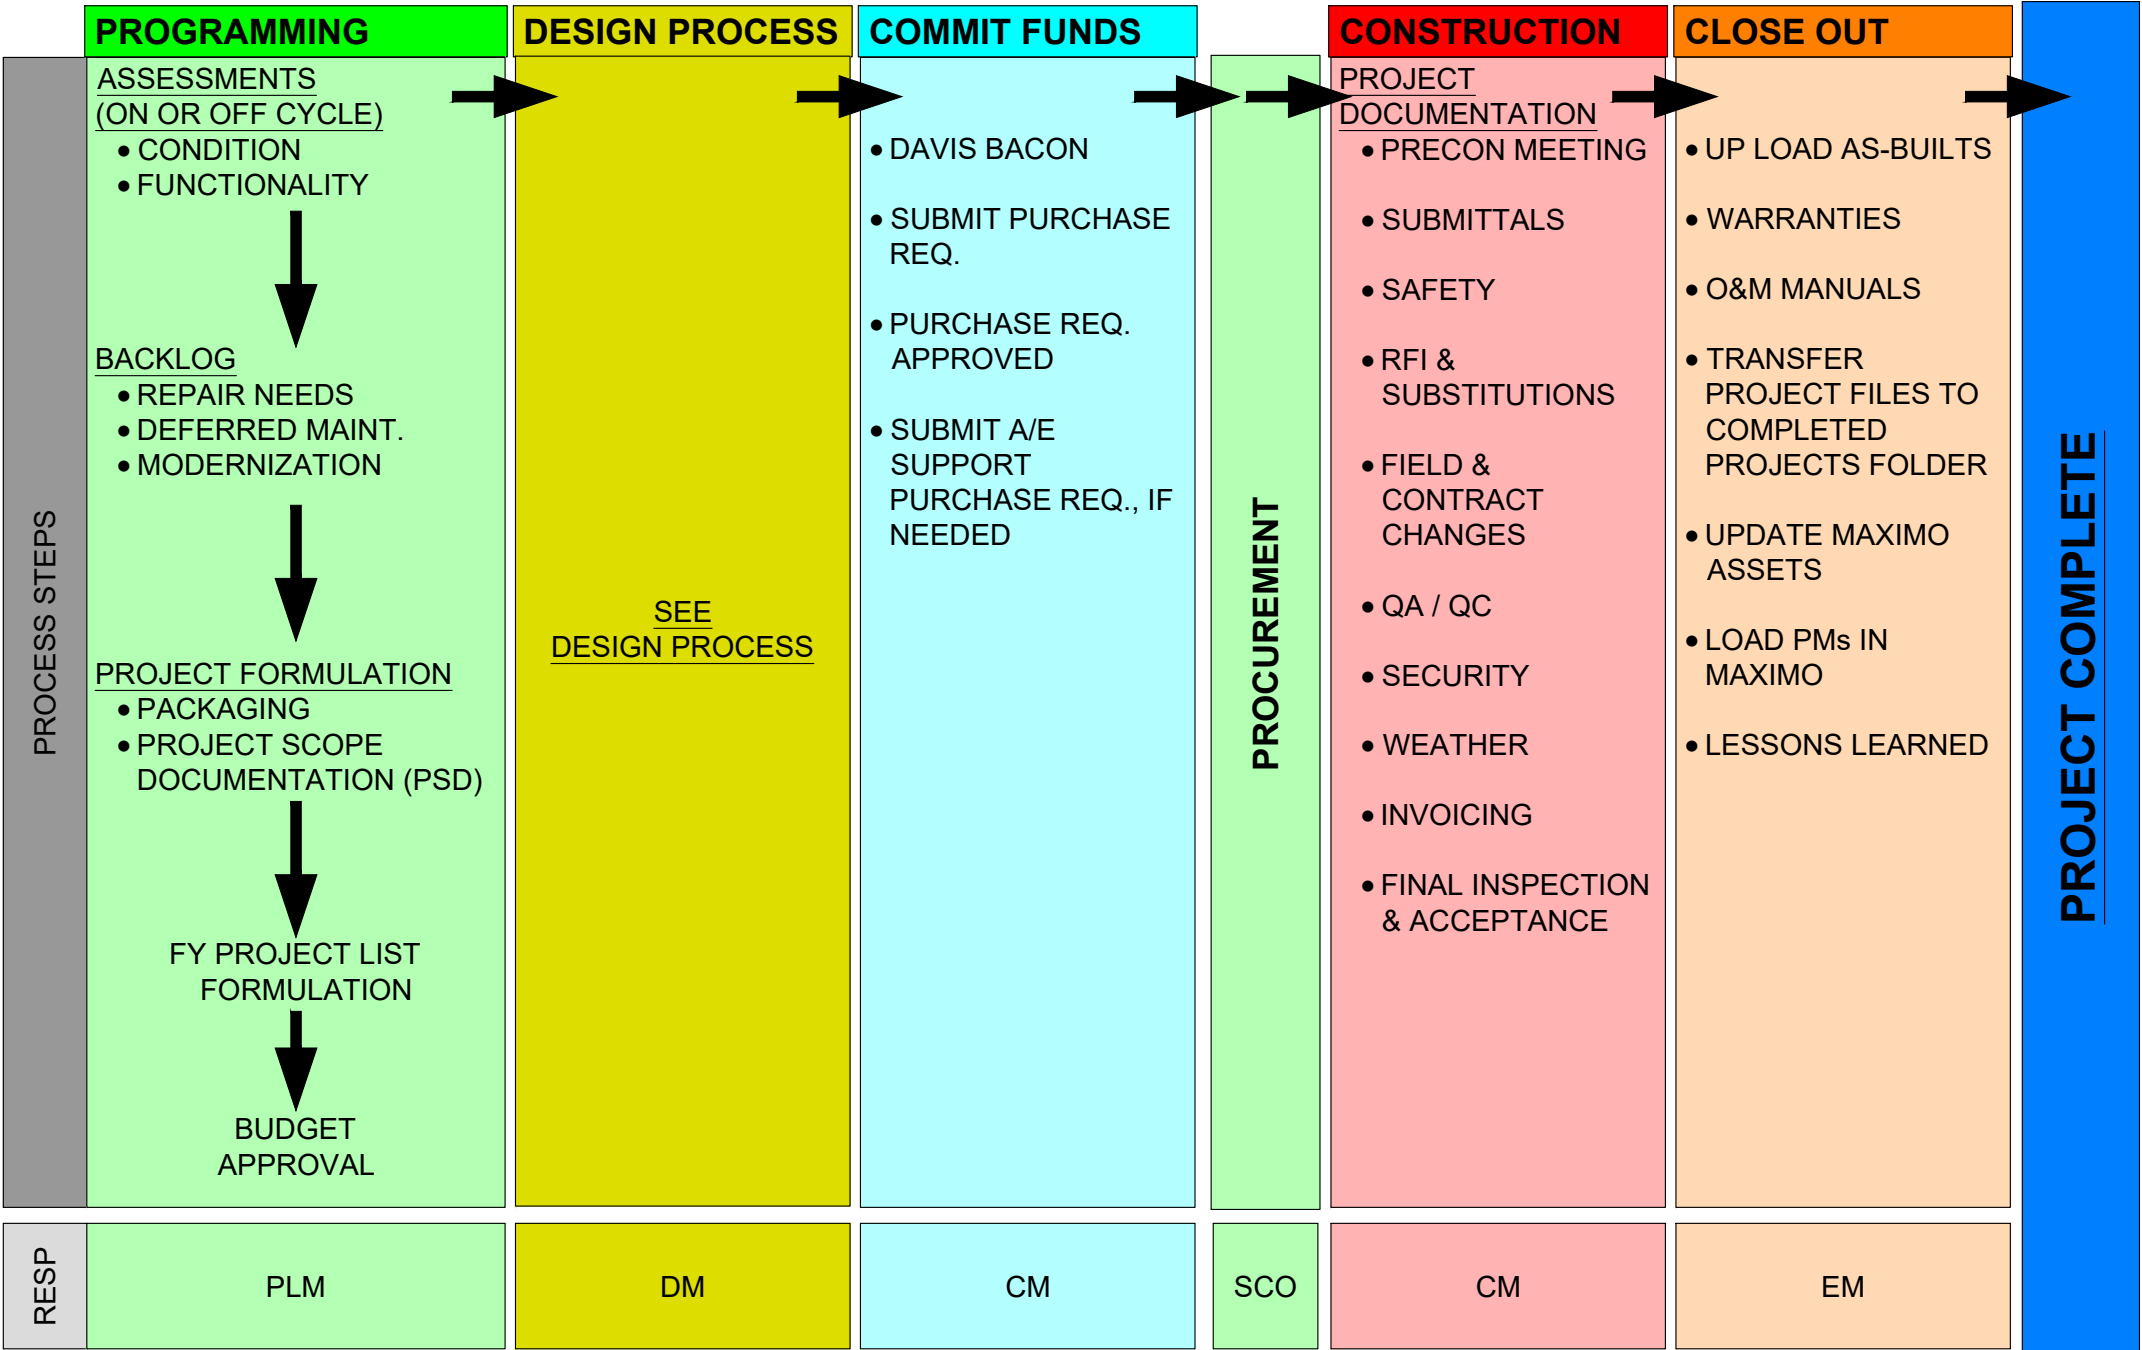 PROGRAMMING
DESIGN PROCESS
COMMIT FUNDS
CONSTRUCTION
CLOSE OUT
PROCESS STEPS
ASSESSMENTS
(ON OR OFF CYCLE)
• CONDITION
• FUNCTIONALITY
BACKLOG
• REPAIR NEEDS
• DEFERRED MAINT.
• MODERNIZATION
PROJECT FORMULATION
• PACKAGING
• PROJECT SCOPE
DOCUMENTATION (PSD)
FY PROJECT LIST
FORMULATION
BUDGET
APPROVAL
SEE
DESIGN PROCESS
• DAVIS BACON
• SUBMIT PURCHASE
REQ.
• PURCHASE REQ.
APPROVED
• SUBMIT A/E
SUPPORT
PURCHASE REQ., IF
NEEDED
PROCUREMENT
PROJECT
DOCUMENTATION
• PRECON MEETING
• SUBMITTALS
• SAFETY
• RFI &
SUBSTITUTIONS
• FIELD &
CONTRACT
CHANGES
• QA / QC
• SECURITY
• WEATHER
• INVOICING
• FINAL INSPECTION
& ACCEPTANCE
• UP LOAD AS-BUILTS
• WARRANTIES
• O&M MANUALS
• TRANSFER
PROJECT FILES TO
COMPLETED
PROJECTS FOLDER
• UPDATE MAXIMO
ASSETS
• LOAD PMs IN
MAXIMO
• LESSONS LEARNED
PROJECT COMPLETE
RESP
PLM
DM
CM
SCO
CM
EM